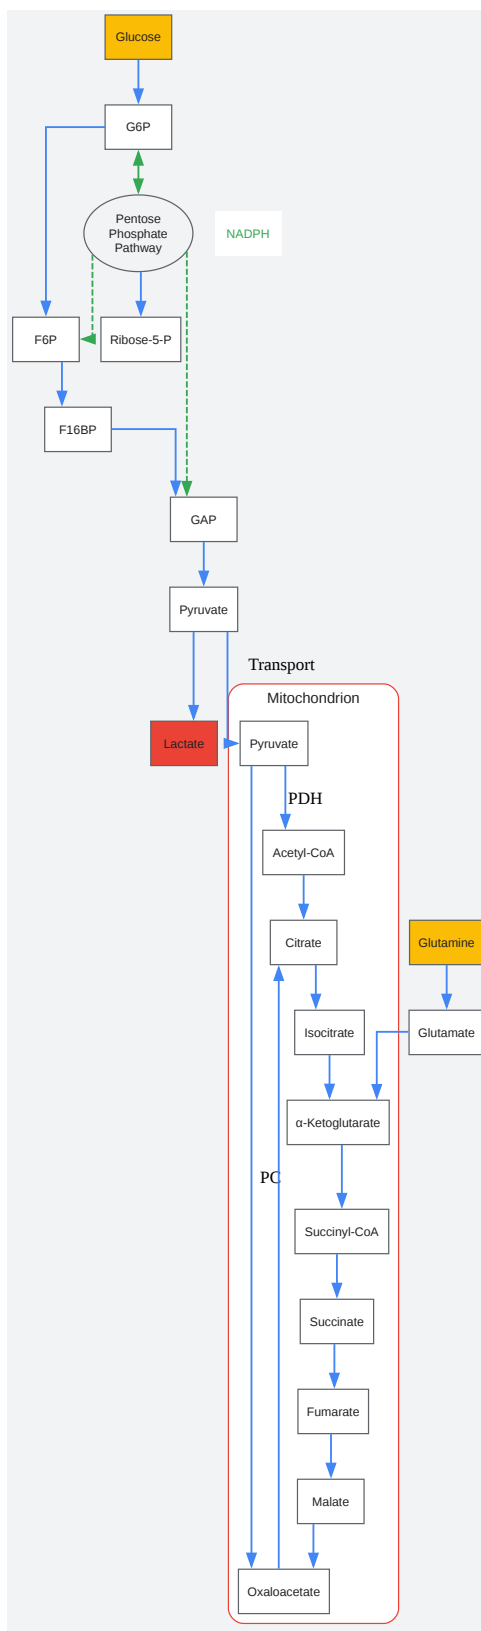 Glucose
G6P
Pentose
Phosphate
Pathway
NADPH
F6P
Ribose-5-P
F16BP
GAP
Pyruvate
Transport
Mitochondrion
Lactate
Pyruvate
PDH
Acetyl-CoA
Citrate
Glutamine
Isocitrate
Glutamate
α-Ketoglutarate
PC
Succinyl-CoA
Succinate
Fumarate
Malate
Oxaloacetate